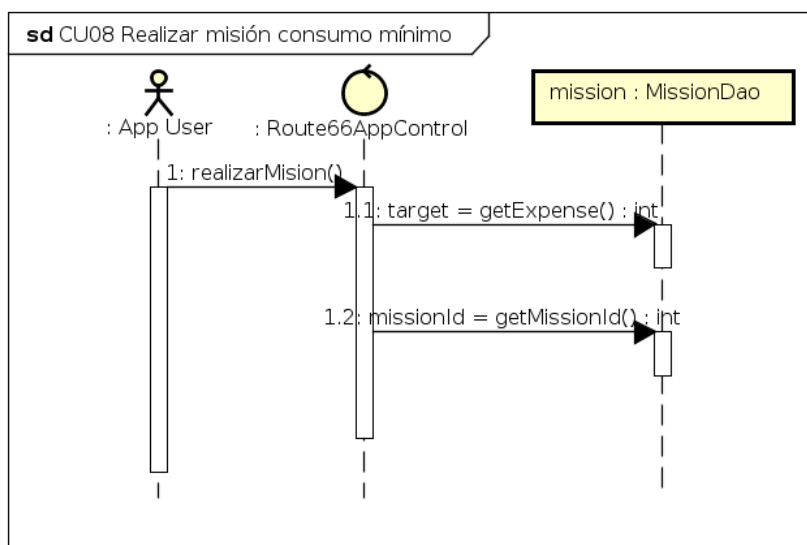 sd CU08 Realizar misión consumo mínimo
mission : MissionDao
: App User
: Route66AppControl
1: realizarMision()
1.1: target = getExpense() : int
1.2: missionId = getMissionId() : int